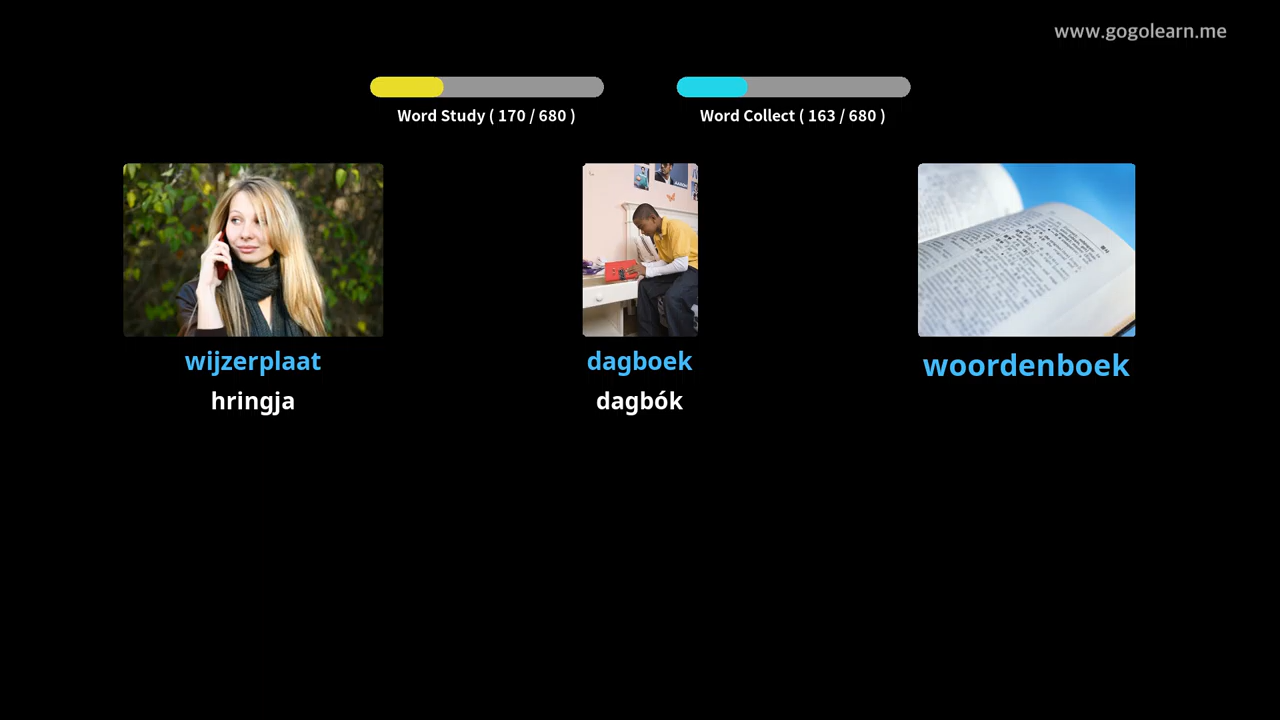 www.gogolearn.me
Word Study ( 170 / 680 )
Word Collect ( 163 / 680 )
wijzerplaat
dagboek
woordenboek
hringja
dagbók